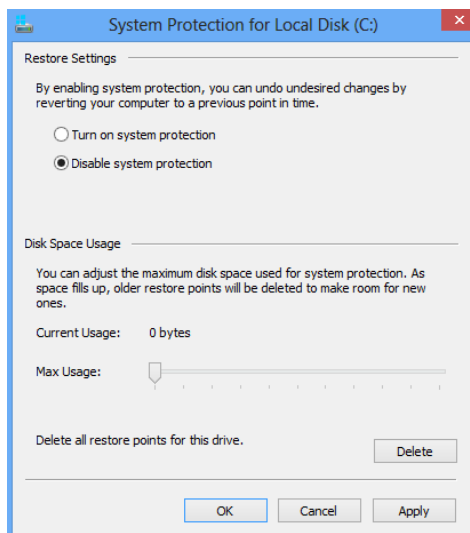 System Protection for Local Disk (C:)
Restore Settings
By enabling system protection, you can undo undesired changes by
reverting your computer to a previous point in time.
Turn on system protection
Disable system protection
Disk Space Usage
You can adjust the maximum disk space used for system protection. As
space fills up, older restore points will be deleted to make room for new
ones.
Current Usage: 0 bytes
Max Usage:
Delete all restore points for this drive.
Delete
OK Cancel Apply